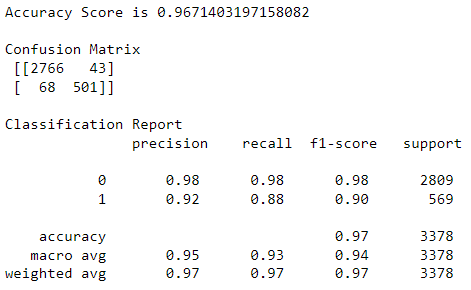 Accuracy Score is 0.9671403197158082
Confusion Matrix
[[2766 43]
[ 68 501]]
Classification Report
precision recall f1-score support
0 0.98 0.98 0.98 2809
1 0.92 0.88 0.90 569
accuracy 0.97 3378
macro avg 0.95 0.93 0.94 3378
weighted avg 0.97 0.97 0.97 3378